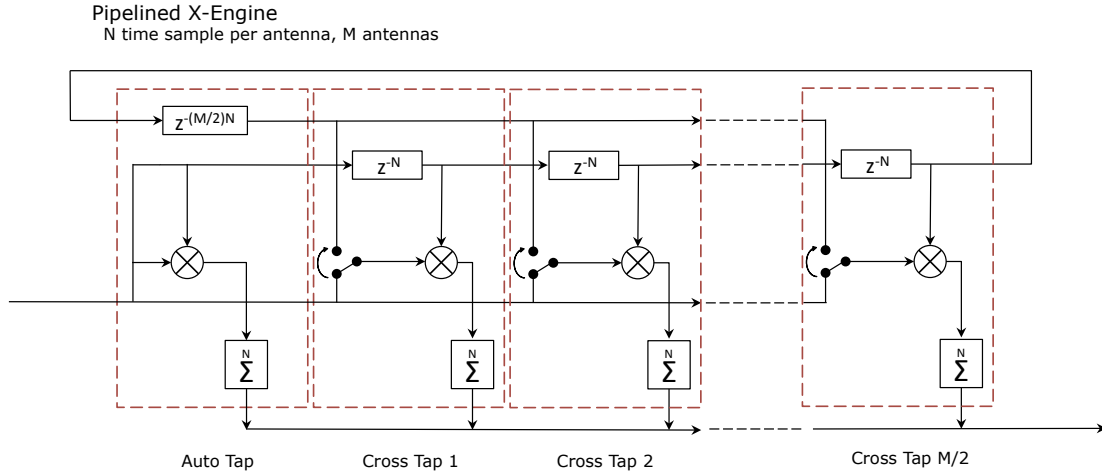 Pipelined X-Engine
N time sample per antenna, M antennas
z-(M/2)N
z-N
z-N
z-N
N
Σ
N
Σ
N
Σ
N
Σ
Auto Tap
Cross Tap 1
Cross Tap 2
Cross Tap M/2